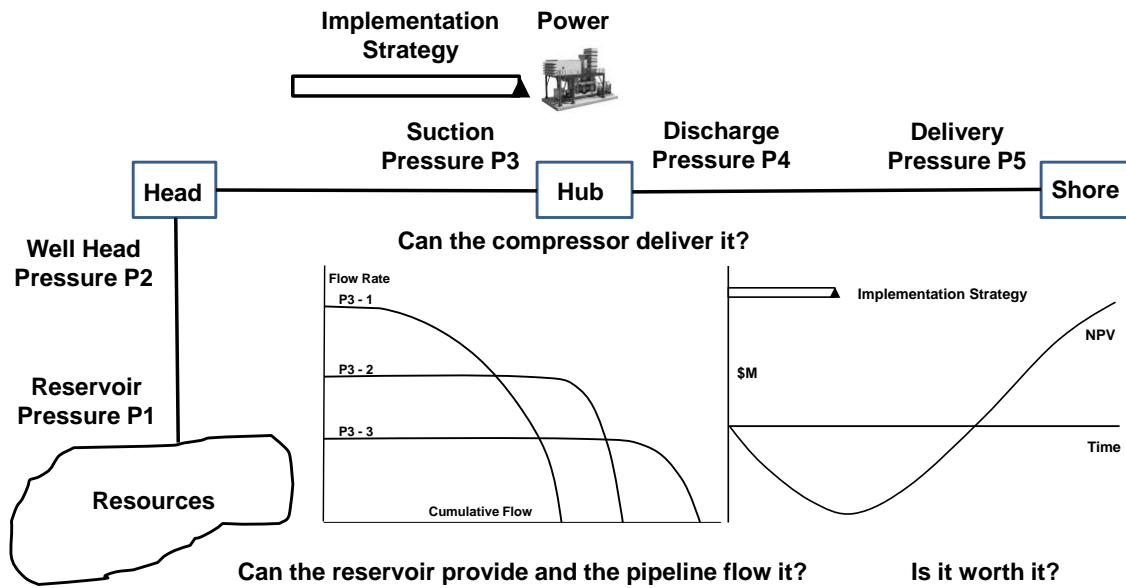 Implementation
Strategy
Power
Suction
Pressure P3
Discharge
Pressure P4
Delivery
Pressure P5
Head
Hub
Shore
Well Head
Pressure P2
Can the compressor deliver it?
Flow Rate
P3 - 1
P3 - 2
P3 - 3
Cumulative Flow
Implementation Strategy
NPV
$M
Time
Reservoir
Pressure P1
Resources
Can the reservoir provide and the pipeline flow it?
Is it worth it?